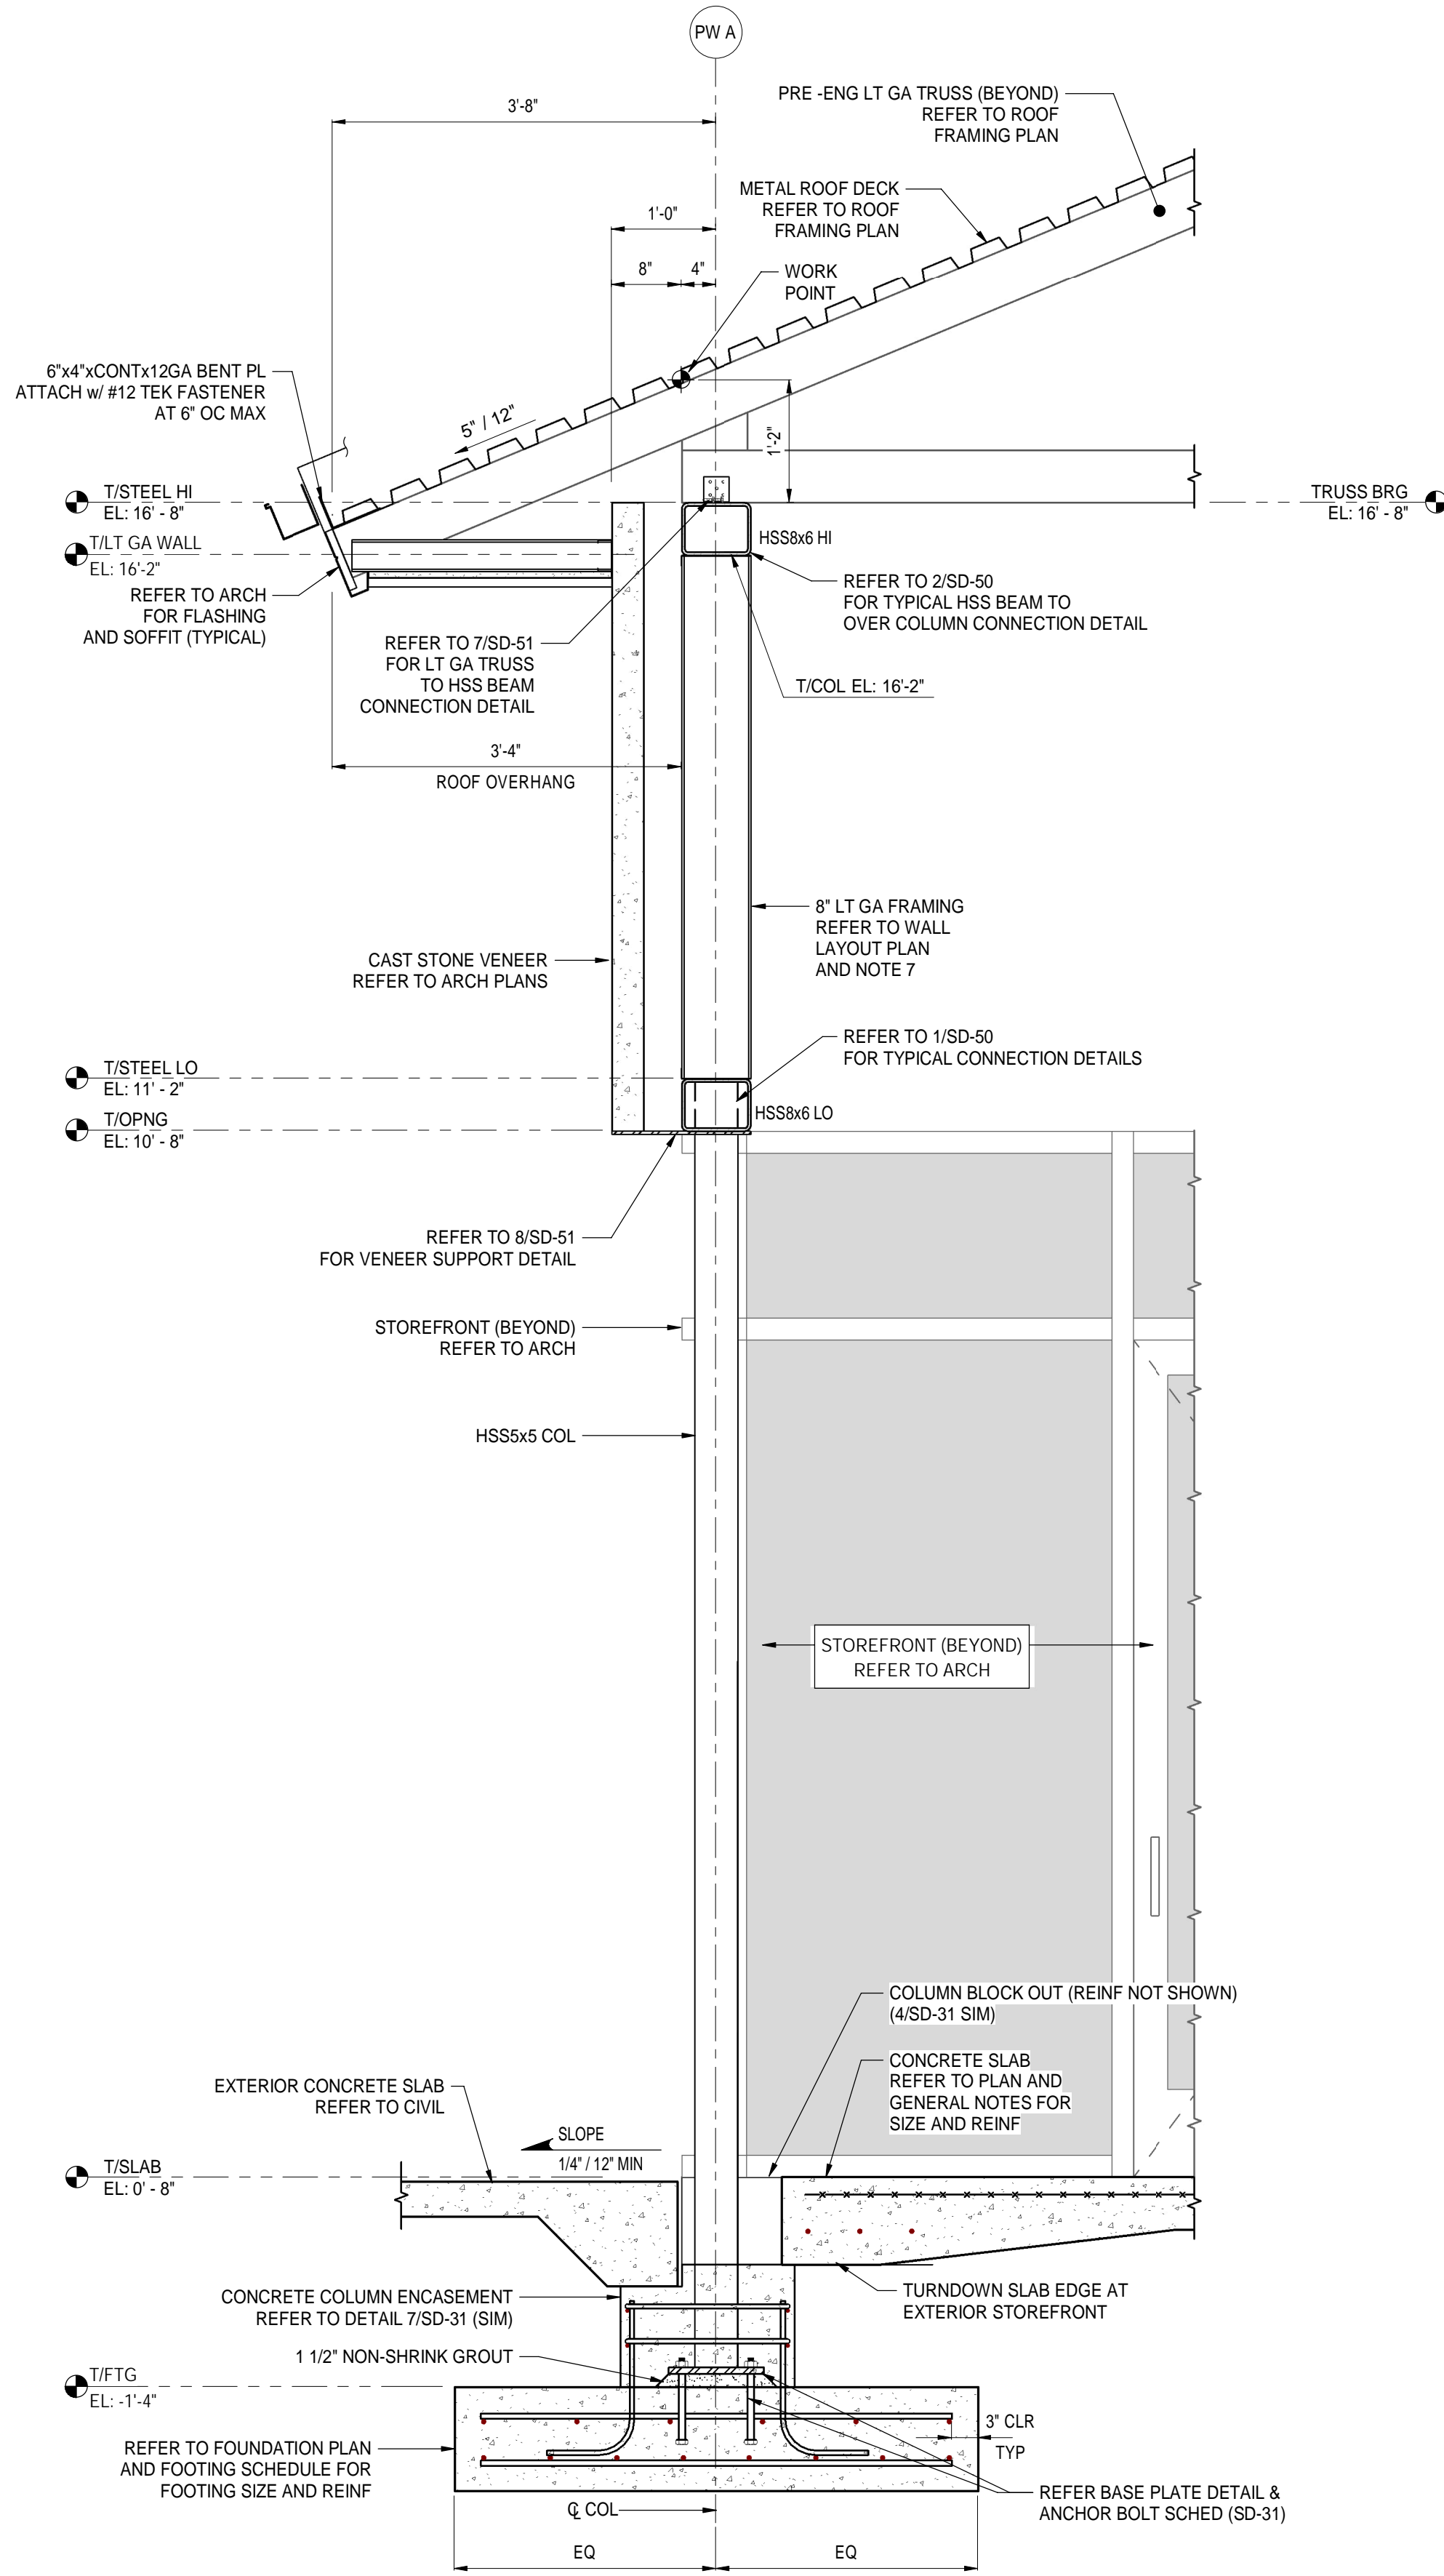 PW A
3'-8"
PRE -ENG LT GA TRUSS (BEYOND)
REFER TO ROOF
FRAMING PLAN
METAL ROOF DECK
REFER TO ROOF
FRAMING PLAN
1'-0"
8"
4"
WORK
POINT
6"x4"xCONTx12GA BENT PL
ATTACH w/ #12 TEK FASTENER
AT 6" OC MAX
5" / 12"
1'-2"
T/STEEL HI
EL: 16' - 8"
TRUSS BRG
EL: 16' - 8"
T/LT GA WALL
EL: 16'-2"
HSS8x6 HI
REFER TO ARCH
FOR FLASHING
AND SOFFIT (TYPICAL)
REFER TO 2/SD-50
FOR TYPICAL HSS BEAM TO
OVER COLUMN CONNECTION DETAIL
REFER TO 7/SD-51
FOR LT GA TRUSS
TO HSS BEAM
CONNECTION DETAIL
T/COL EL: 16'-2"
3'-4"
ROOF OVERHANG
8" LT GA FRAMING
REFER TO WALL
LAYOUT PLAN
AND NOTE 7
CAST STONE VENEER
REFER TO ARCH PLANS
REFER TO 1/SD-50
FOR TYPICAL CONNECTION DETAILS
T/STEEL LO
EL: 11' - 2"
HSS8x6 LO
T/OPNG
EL: 10' - 8"
REFER TO 8/SD-51
FOR VENEER SUPPORT DETAIL
STOREFRONT (BEYOND)
REFER TO ARCH
HSS5x5 COL
STOREFRONT (BEYOND)
REFER TO ARCH
COLUMN BLOCK OUT (REINF NOT SHOWN)
(4/SD-31 SIM)
CONCRETE SLAB
REFER TO PLAN AND
GENERAL NOTES FOR
SIZE AND REINF
EXTERIOR CONCRETE SLAB
REFER TO CIVIL
SLOPE
1/4" / 12" MIN
T/SLAB
EL: 0' - 8"
CONCRETE COLUMN ENCASEMENT
REFER TO DETAIL 7/SD-31 (SIM)
TURNDOWN SLAB EDGE AT
EXTERIOR STOREFRONT
1 1/2" NON-SHRINK GROUT
T/FTG
EL: -1'-4"
3" CLR
TYP
REFER TO FOUNDATION PLAN
AND FOOTING SCHEDULE FOR
FOOTING SIZE AND REINF
REFER BASE PLATE DETAIL &
ANCHOR BOLT SCHED (SD-31)
℄ COL
EQ
EQ